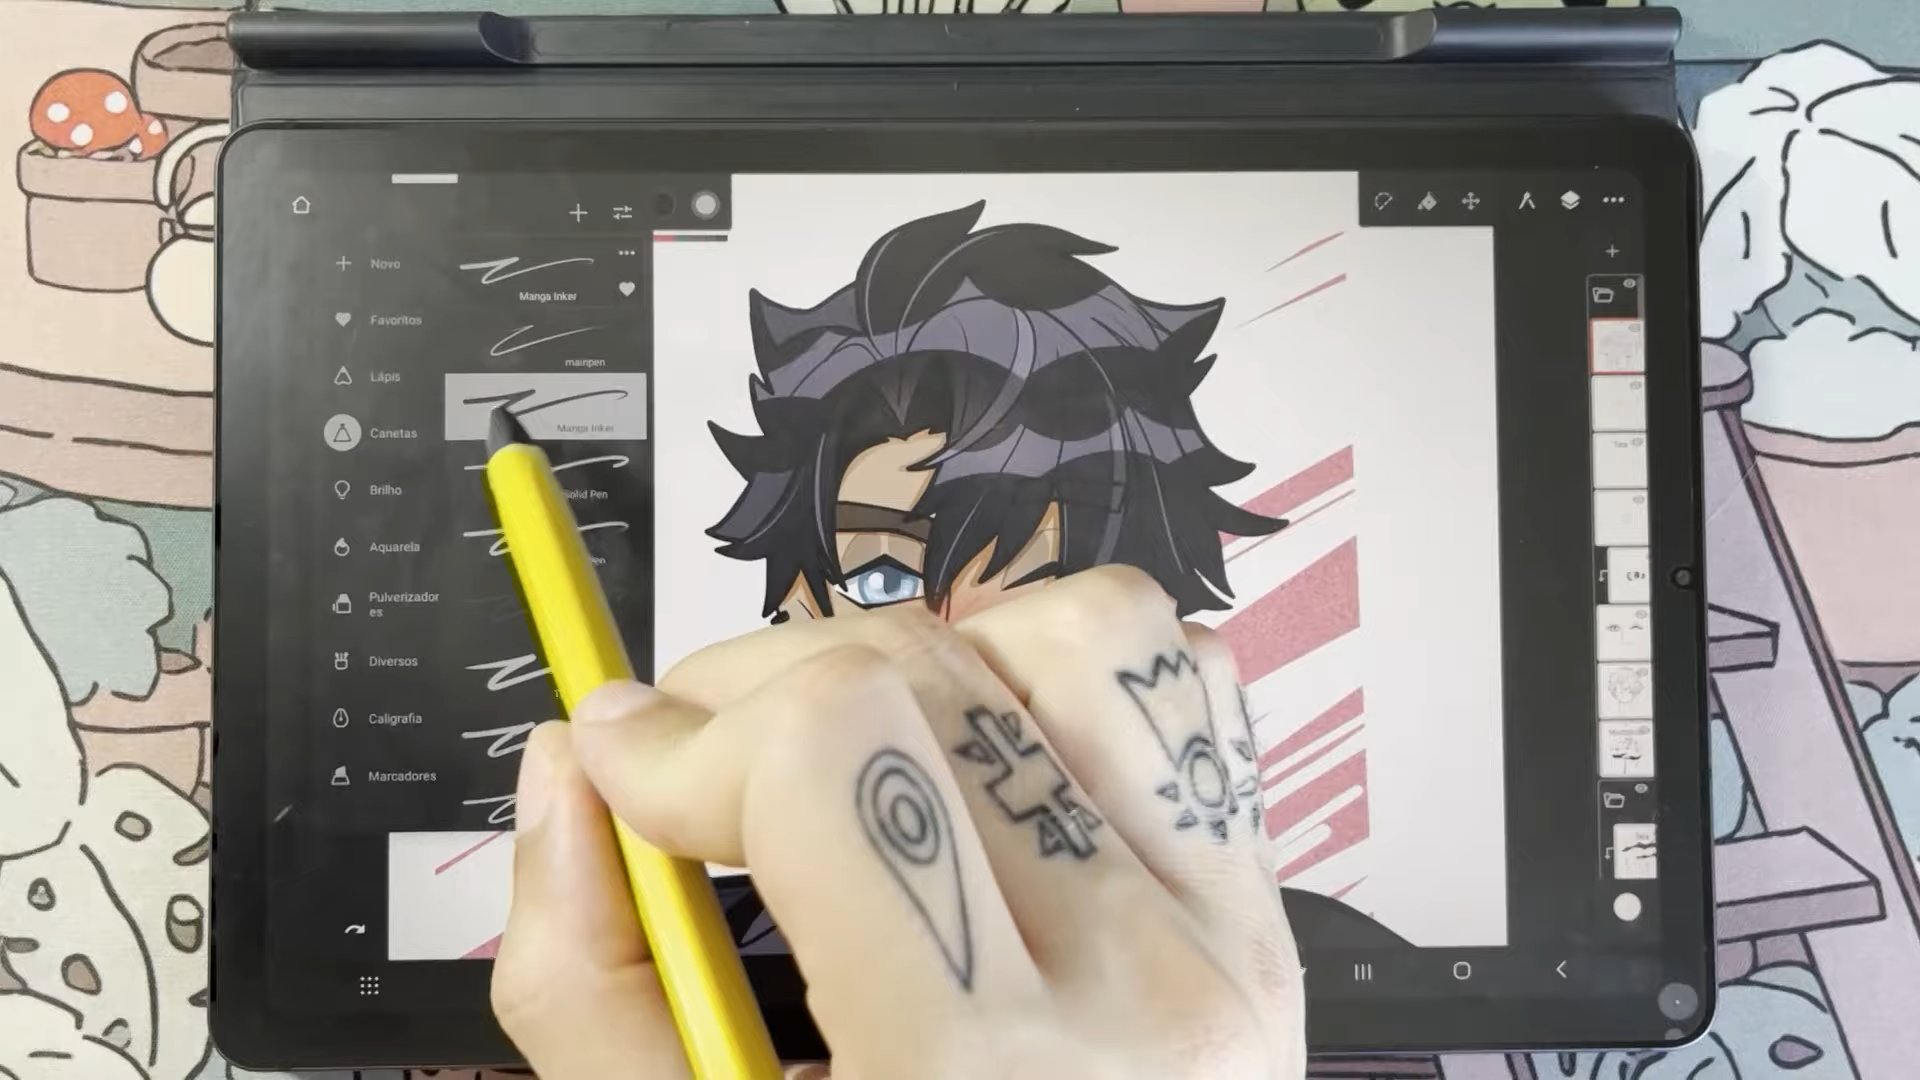 Novo
Favoritos
Lápis
Canetas
Brilho
Aquarela
Pulverizador
es
Diversos
Caligrafia
Marcadores
Manga Inker
mainpen
Manga Inker
Solid Pen